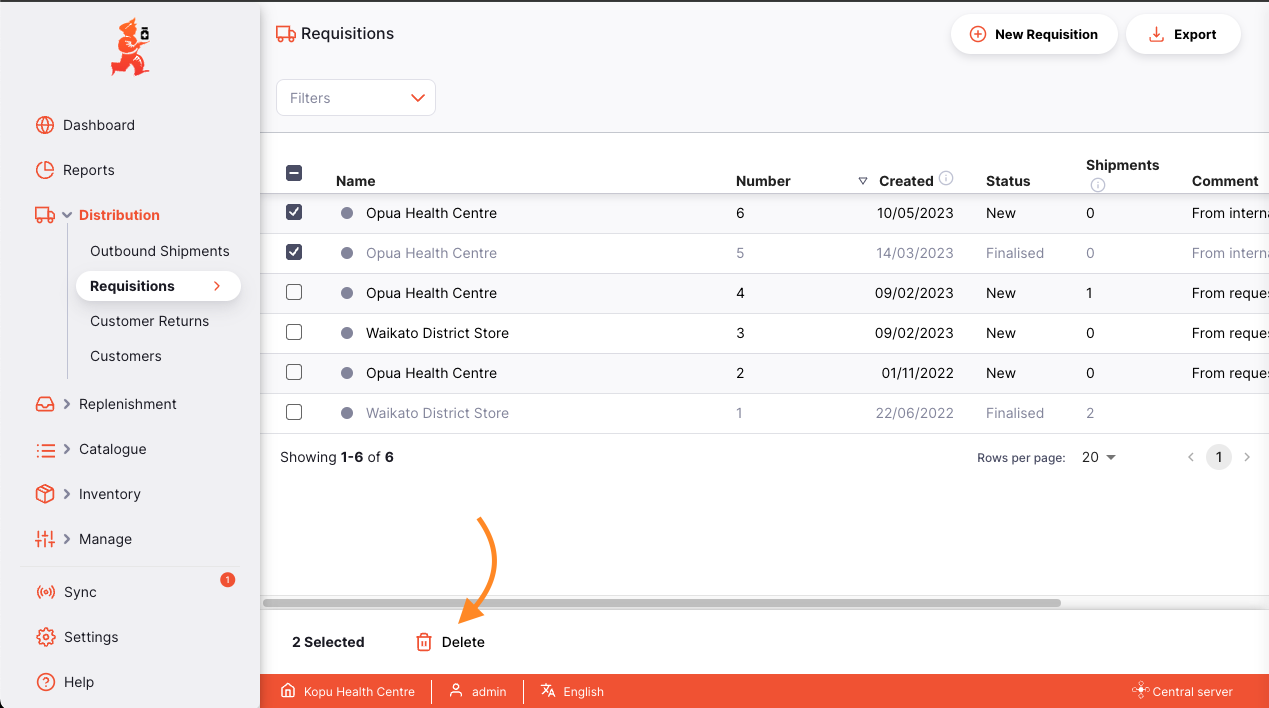 Requisitions
New Requisition
Export
Filters
Dashboard
Reports
Distribution
Outbound Shipments
Requisitions
Customer Returns
Customers
Replenishment
Catalogue
Inventory
Manage
Sync
1
Settings
Help
Name Number Created Status Shipments Comment
Opua Health Centre 6 10/05/2023 New 0 From interna
Opua Health Centre 5 14/03/2023 Finalised 0 From interna
Opua Health Centre 4 09/02/2023 New 1 From reques
Waikato District Store 3 09/02/2023 New 0 From reques
Opua Health Centre 2 01/11/2022 New 0 From reques
Waikato District Store 1 22/06/2022 Finalised 2
Showing 1-6 of 6
Rows per page: 20
1
2 Selected
Delete
Kopu Health Centre
admin
English
Central server